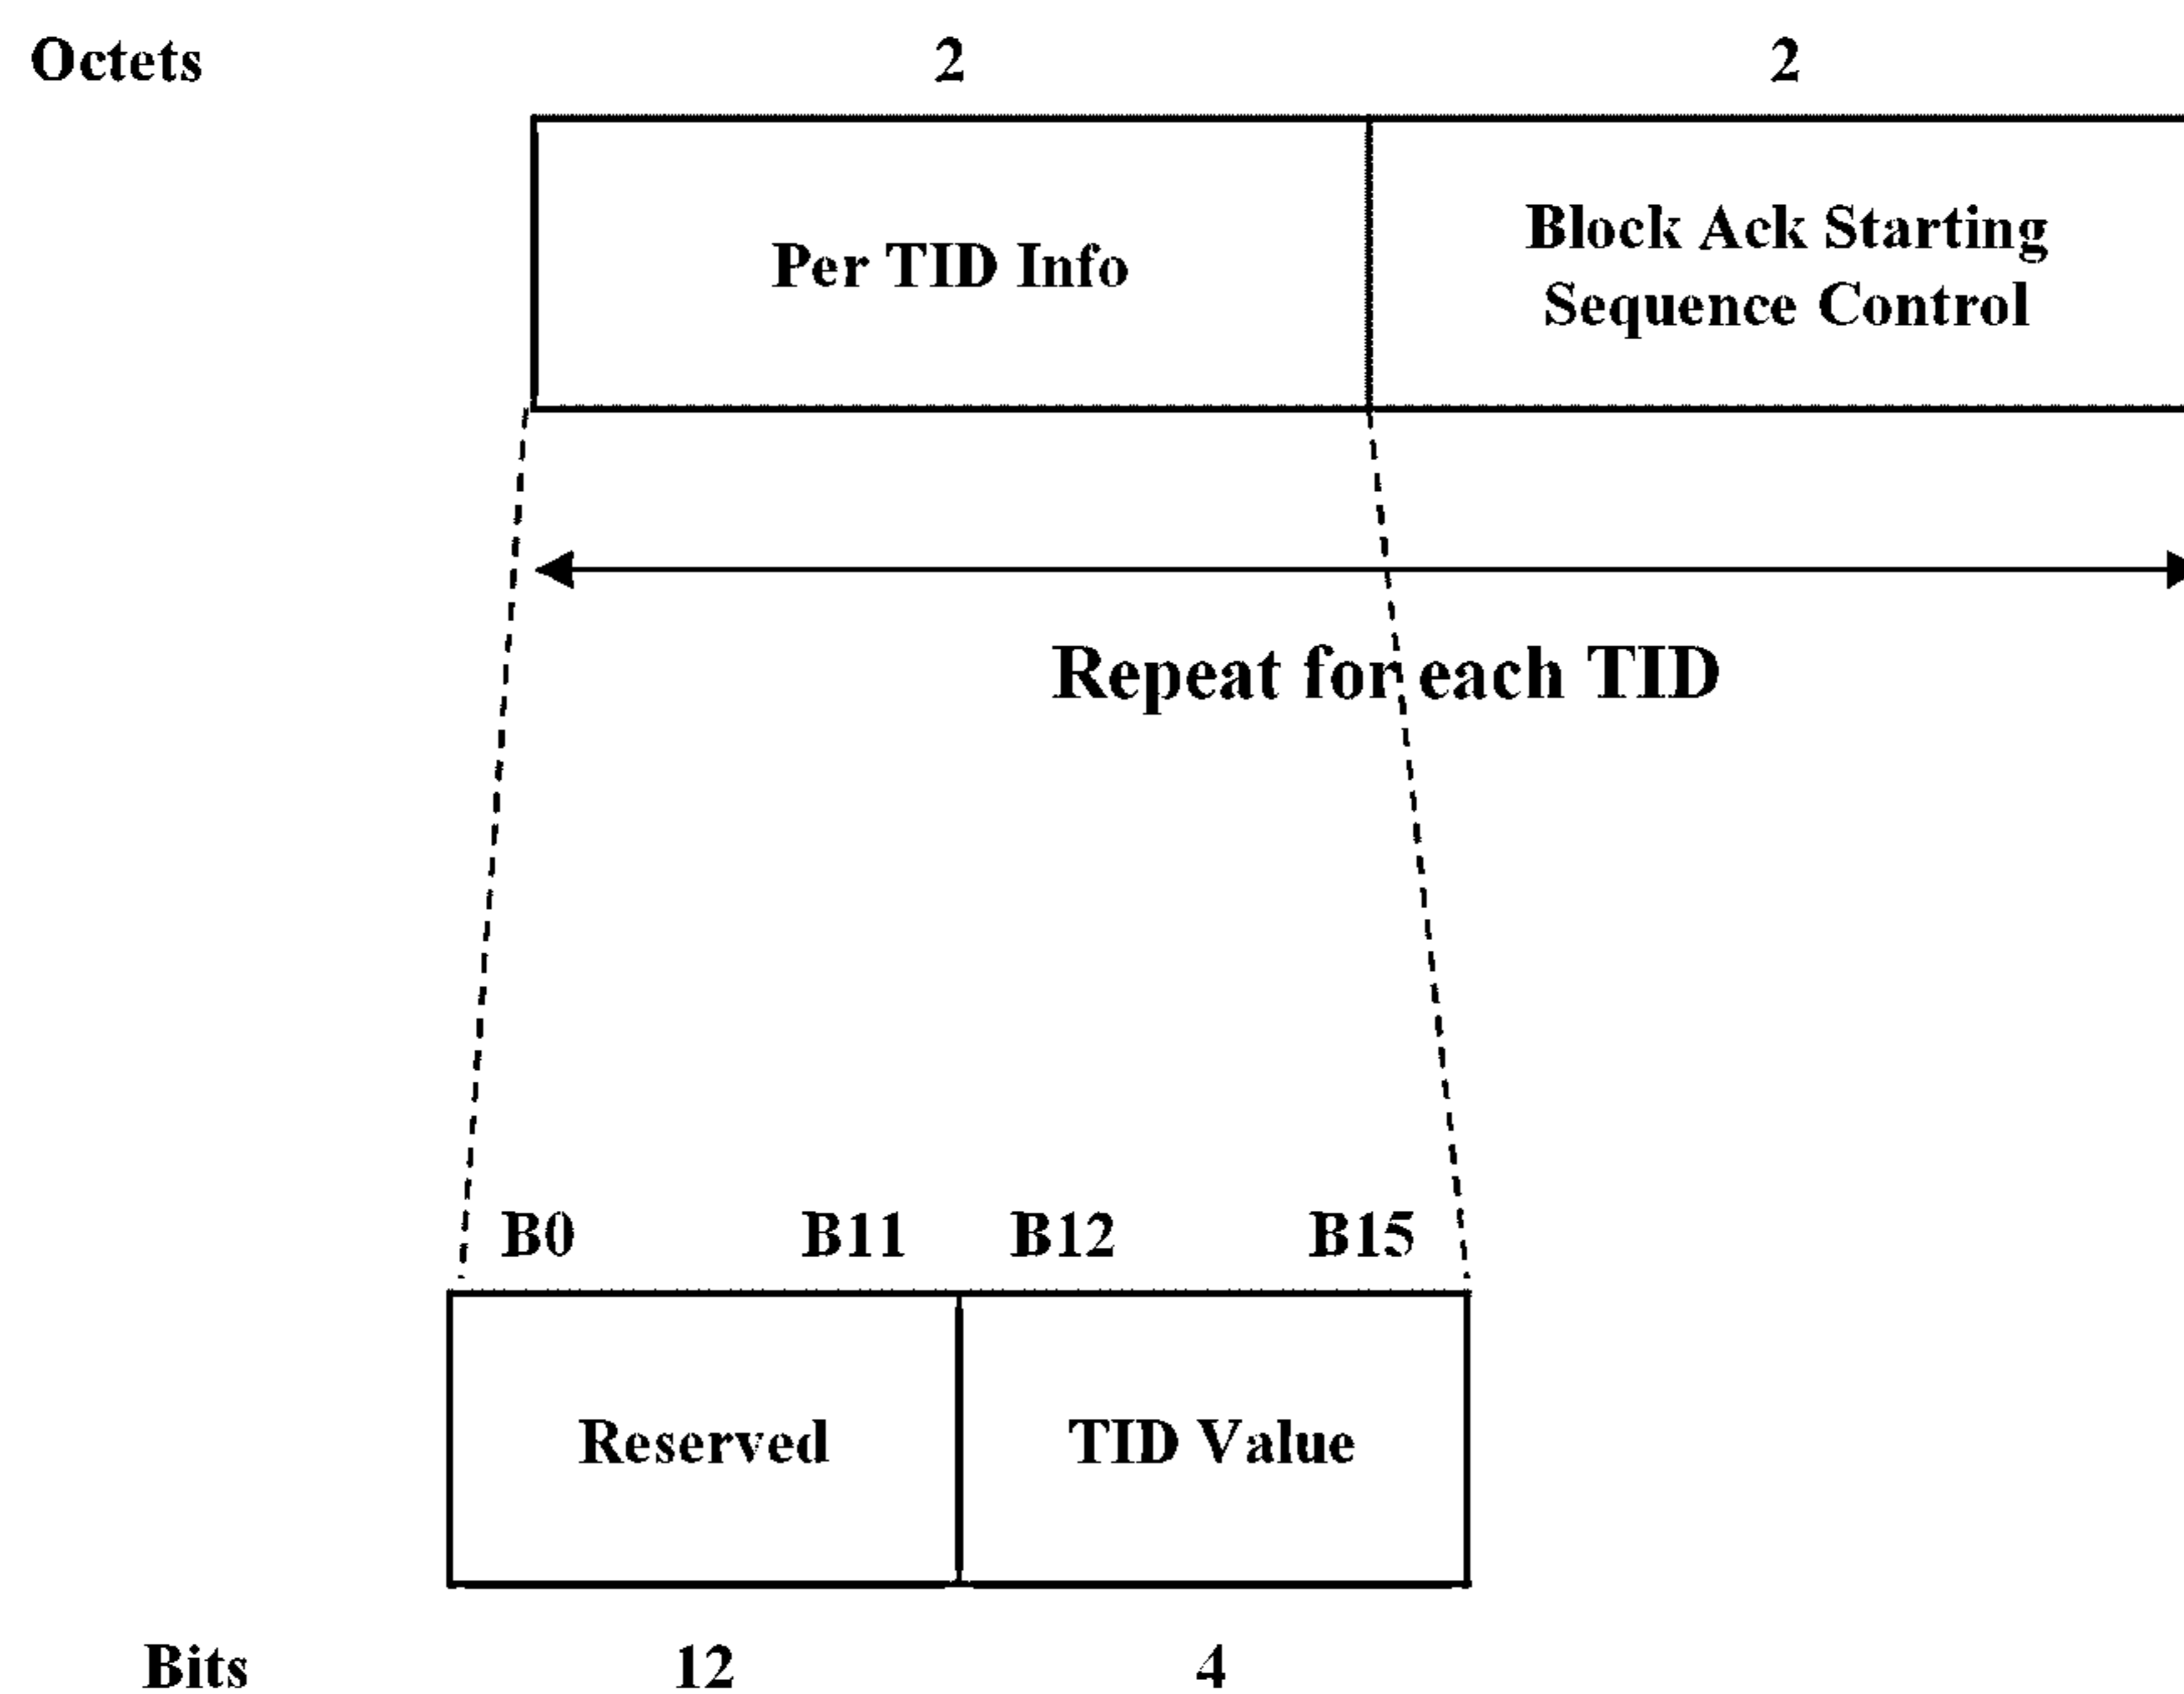 Octets 2 2
Per TID Info
Block Ack Starting
Sequence Control
Repeat for each TID
B0 B11 B12 B15
Reserved TID Value
Bits 12 4